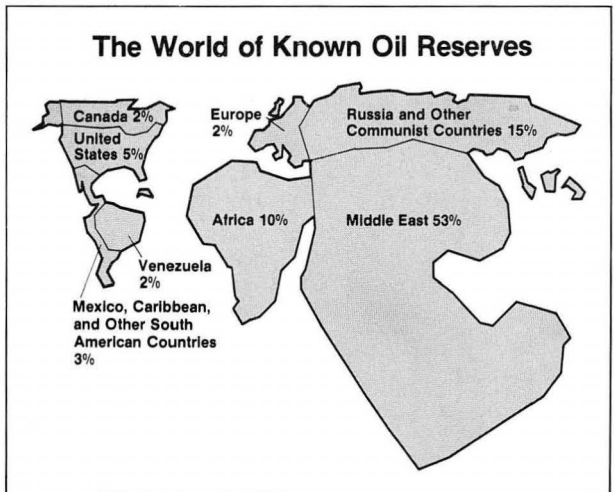 The World of Known Oil Reserves
Canada 2%
United
States 5%
Europe
2%
Russia and Other
Communist Countries 15%
Africa 10%
Middle East 53%
Venezuela
2%
Mexico, Caribbean,
and Other South
American Countries
3%